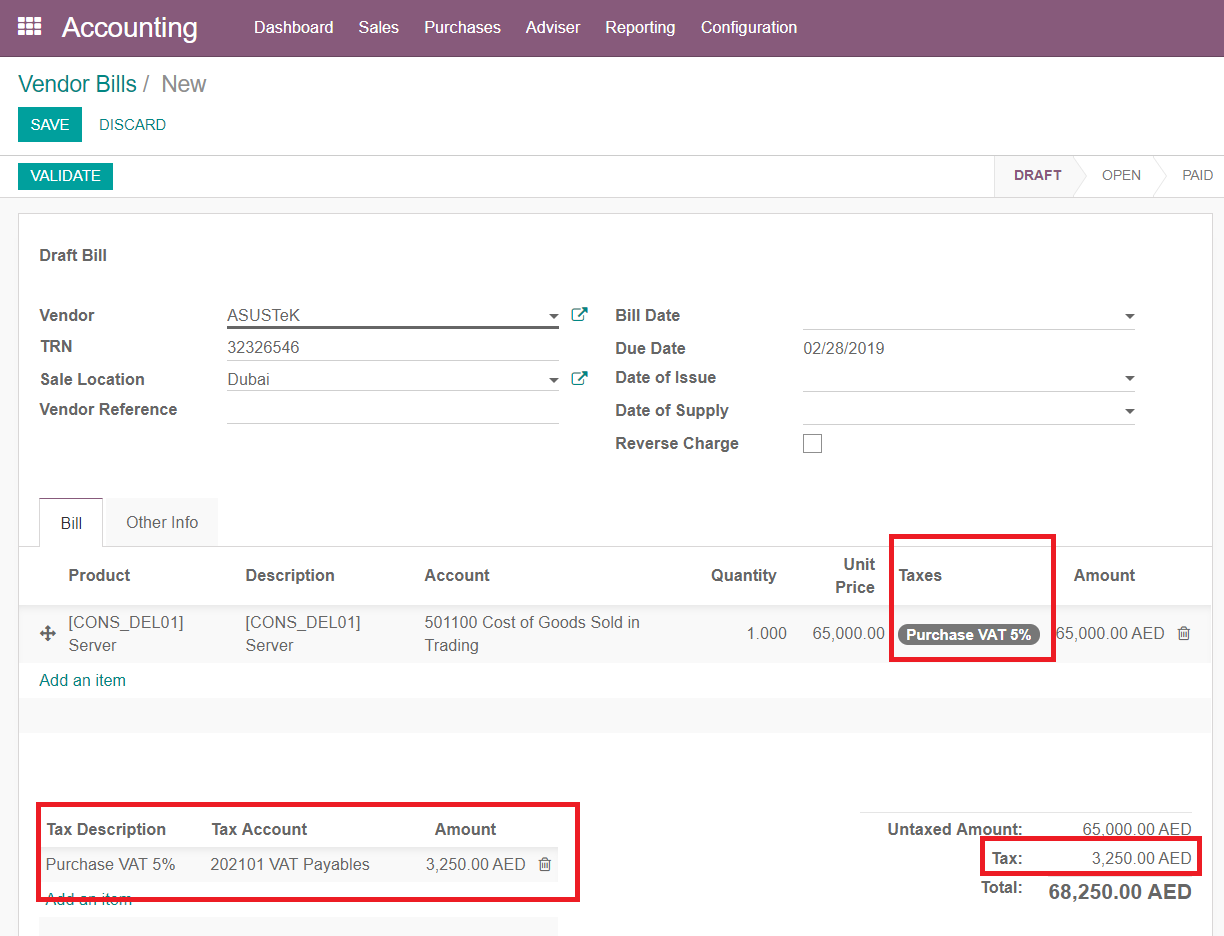 Accounting Dashboard Sales Purchases Adviser Reporting Configuration
Vendor Bills / New
SAVE DISCARD
VALIDATE DRAFT OPEN PAID
Draft Bill
Vendor ASUSTeK Bill Date
TRN 32326546 Due Date 02/28/2019
Sale Location Dubai Date of Issue
Vendor Reference Date of Supply
Reverse Charge
Bill Other Info
Product Description Account Quantity Unit Price Taxes Amount
[CONS_DEL01] Server [CONS_DEL01] Server 501100 Cost of Goods Sold in Trading 1.000 65,000.00 Purchase VAT 5% 65,000.00 AED
Add an item
Tax Description Tax Account Amount Untaxed Amount: 65,000.00 AED
Purchase VAT 5% 202101 VAT Payables 3,250.00 AED Tax: 3,250.00 AED
Add an item Total: 68,250.00 AED